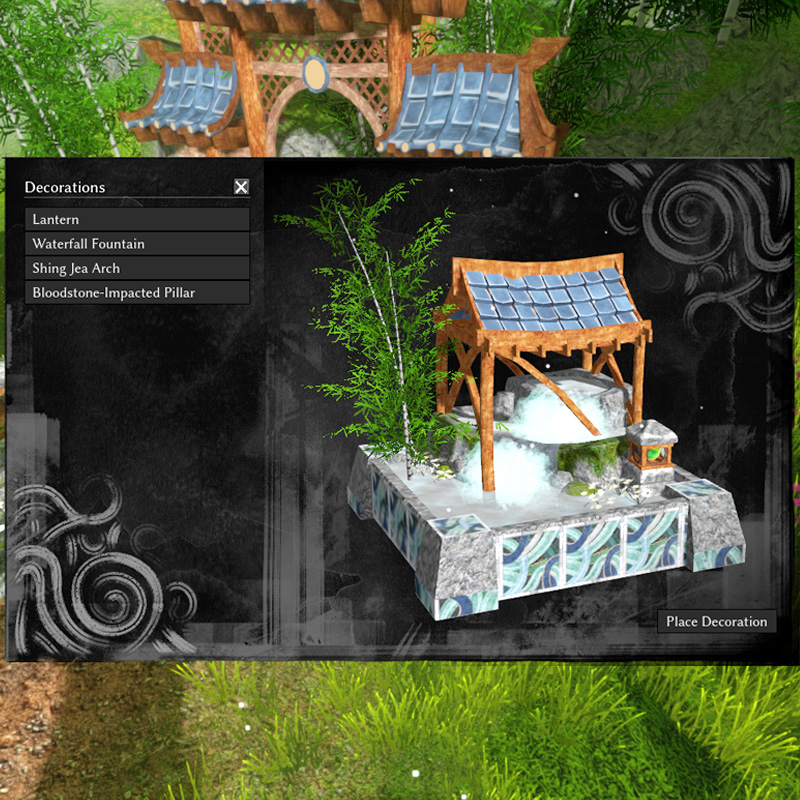 Decorations
Lantern
Waterfall Fountain
Shing Jea Arch
Bloodstone-Impacted Pillar
Place Decoration